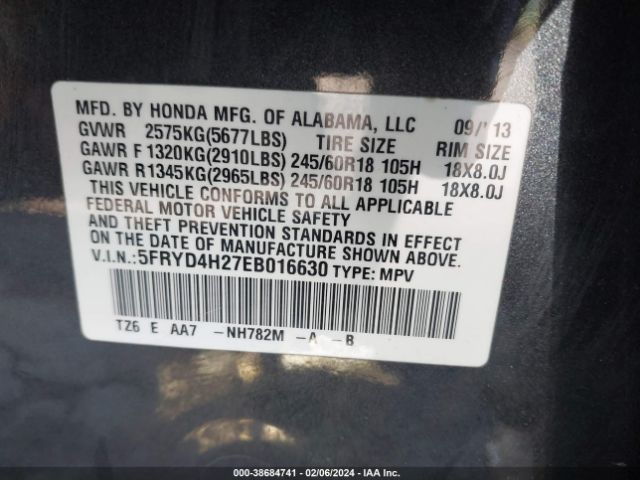 MFD. BY HONDA MFG. OF ALABAMA, LLC 09/'13
GVWR 2575KG(5677LBS) TIRE SIZE RIM SIZE
GAWR F 1320KG(2910LBS) 245/60R18 105H 18X8.0J
GAWR R 1345KG(2965LBS) 245/60R18 105H 18X8.0J
THIS VEHICLE CONFORMS TO ALL APPLICABLE
FEDERAL MOTOR VEHICLE SAFETY
AND THEFT PREVENTION STANDARDS IN EFFECT
ON THE DATE OF MANUFACTURE SHOWN ABOVE.
V.I.N.: 5FRYD4H27EB016630 TYPE: MPV
TZ6 E AA7 -NH782M -A -B
000-38684741 - 02/06/2024 - IAA Inc.